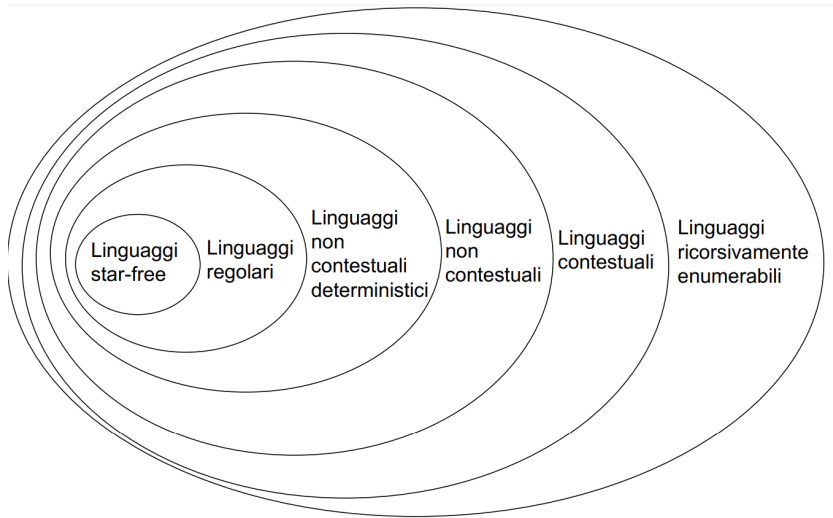 Linguaggi
star-free
Linguaggi
regolari
Linguaggi
non
contestuali
deterministici
Linguaggi
non
contestuali
Linguaggi
contestuali
Linguaggi
ricorsivamente
enumerabili